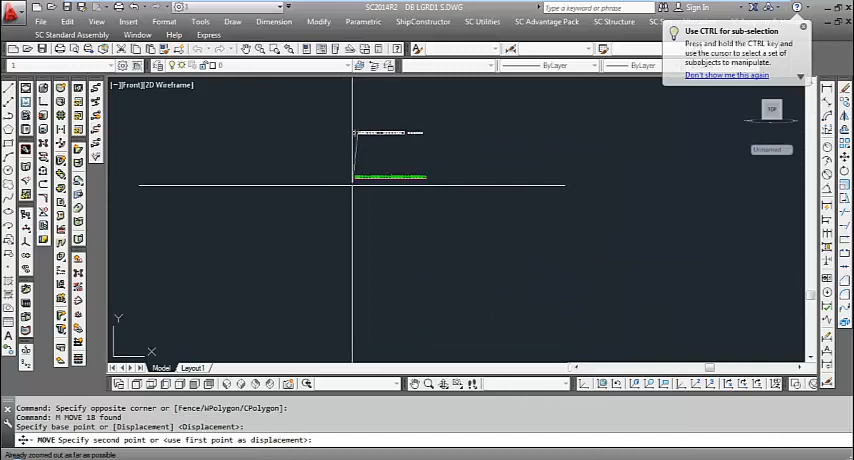 SC2014R2 DB LGRD1 S.DWG
Type a keyword or phrase
Sign In
File Edit View Insert Format Tools Draw Dimension Modify ShipConstructor SC Utilities SC Advantage Pack SC Structure
SC Standard Assembly Window Help Express
1
0
ByLayer
ByLayer
Use CTRL for sub-selection
Press and hold the CTRL key and
use the cursor to select a set of
subobjects to manipulate.
Don't show me this again
[−][Front][2D Wireframe]
TOP
Unnamed
Y
X
Model Layout1
Command: Specify opposite corner or [Fence/WPolygon/CPolygon]:
Command: M MOVE 18 found
Specify base point or [Displacement] <Displacement>:
MOVE Specify second point or <use first point as displacement>:
Already zoomed out as far as possible